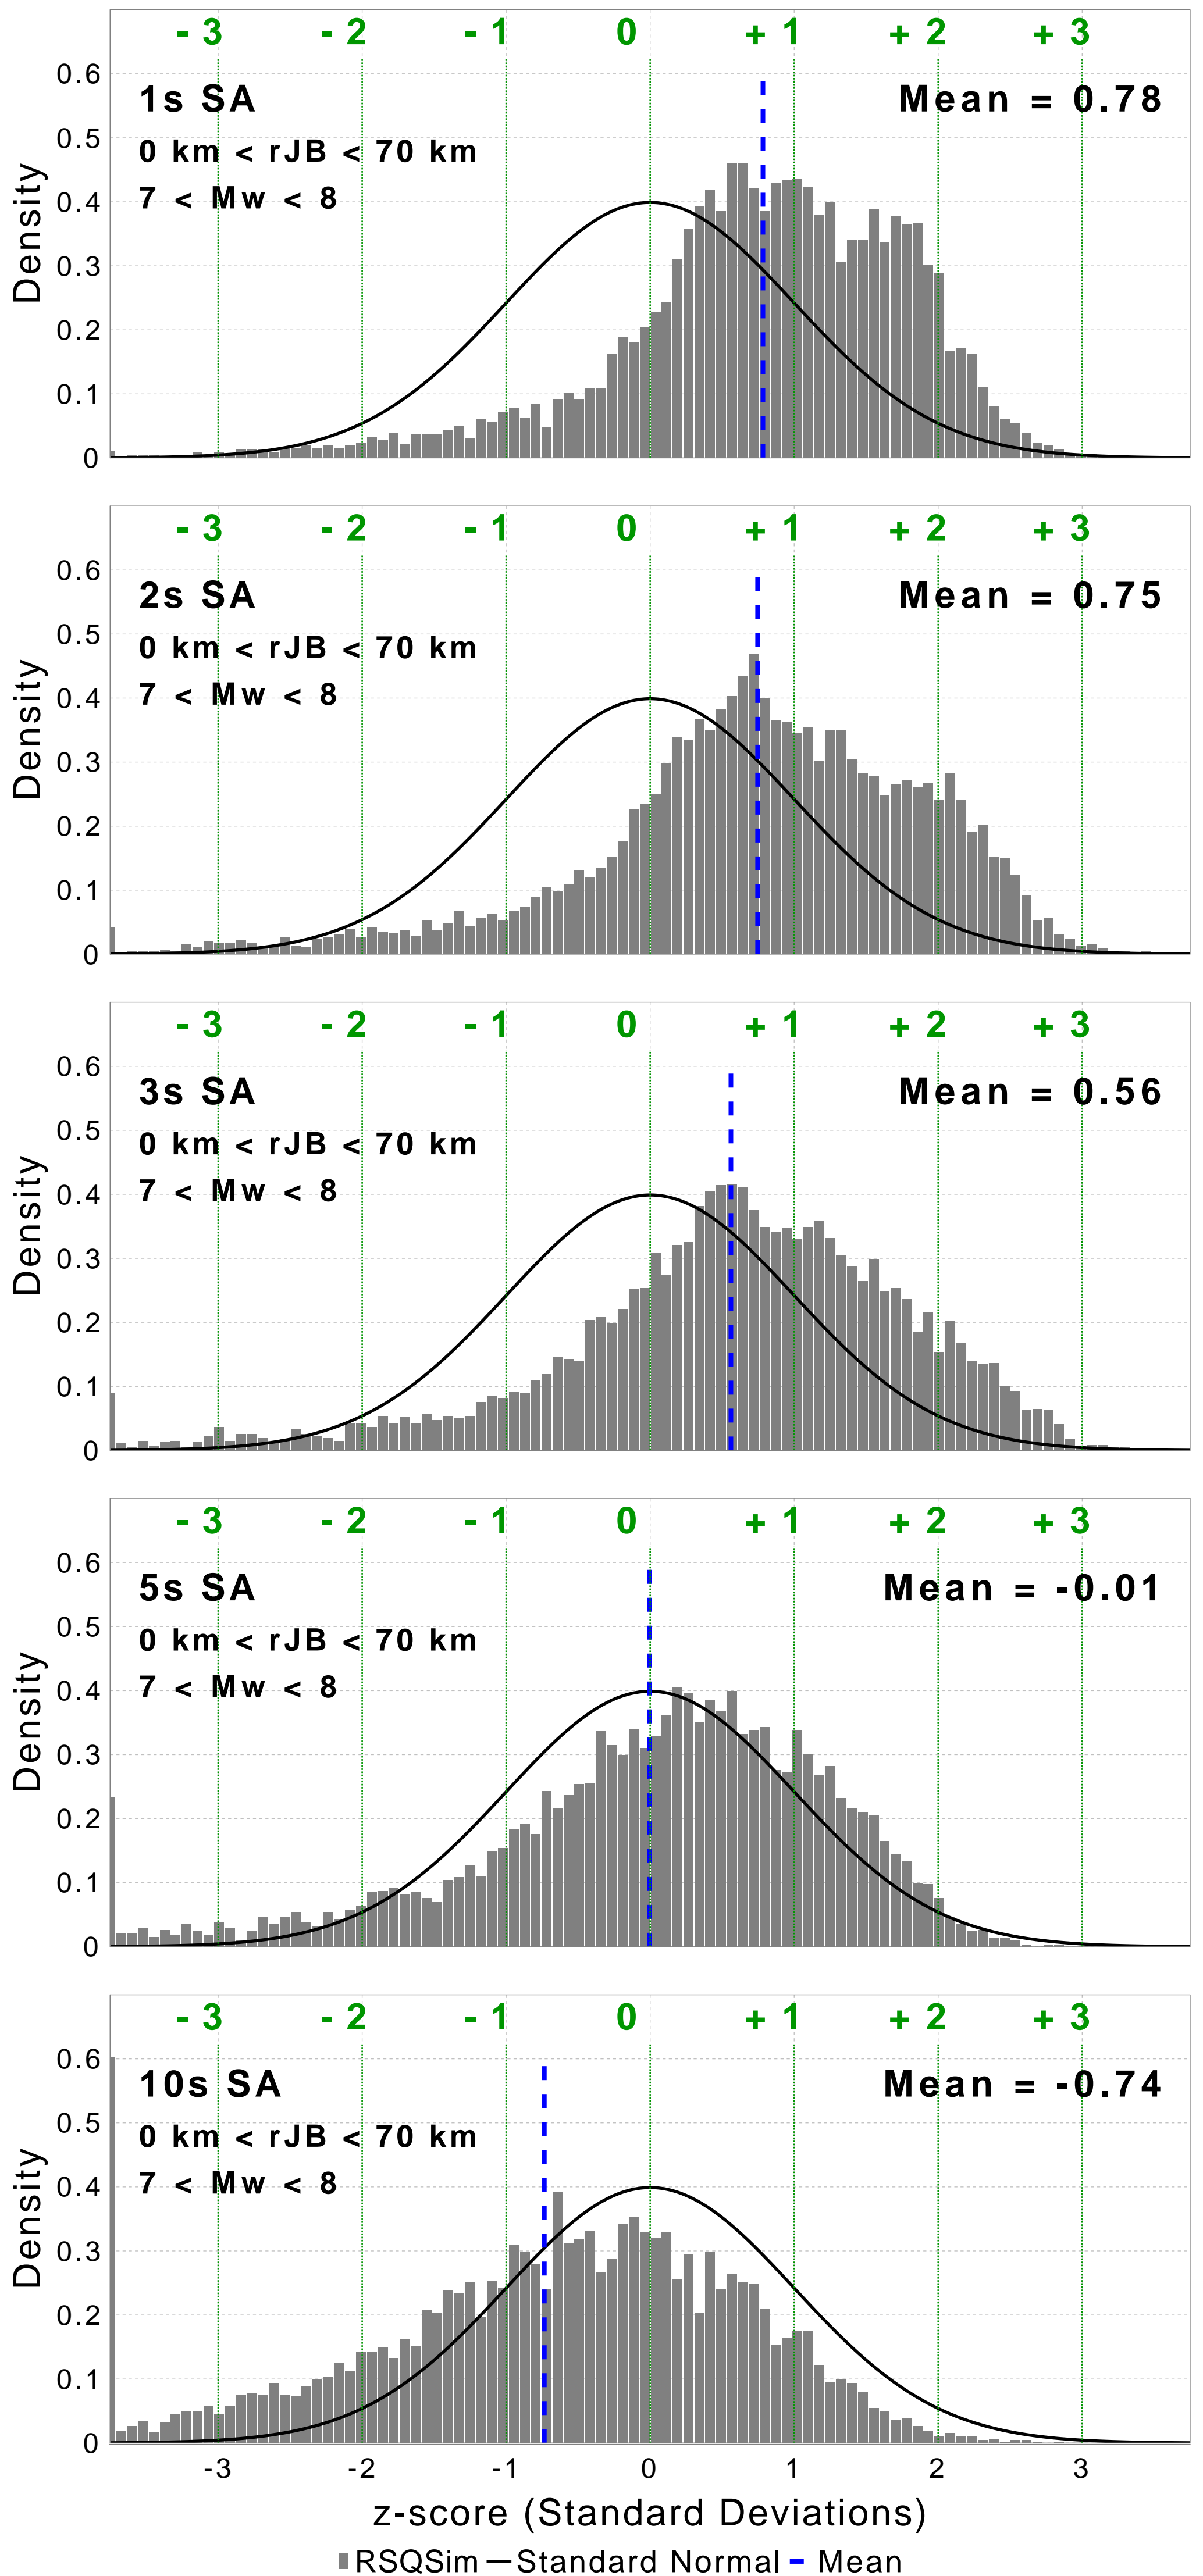 - 3 - 2 - 1 0 + 1 + 2 + 3
0.6
1s SA Mean = 0.78
0.5
0 km < rJB < 70 km
7 < Mw < 8
0.4
0.3
0.2
0.1
0
Density
- 3 - 2 - 1 0 + 1 + 2 + 3
0.6
2s SA Mean = 0.75
0.5
0 km < rJB < 70 km
7 < Mw < 8
0.4
0.3
0.2
0.1
0
Density
- 3 - 2 - 1 0 + 1 + 2 + 3
0.6
3s SA Mean = 0.56
0.5
0 km < rJB < 70 km
7 < Mw < 8
0.4
0.3
0.2
0.1
0
Density
- 3 - 2 - 1 0 + 1 + 2 + 3
0.6
5s SA Mean = -0.01
0.5
0 km < rJB < 70 km
7 < Mw < 8
0.4
0.3
0.2
0.1
0
Density
- 3 - 2 - 1 0 + 1 + 2 + 3
0.6
10s SA Mean = -0.74
0.5
0 km < rJB < 70 km
7 < Mw < 8
0.4
0.3
0.2
0.1
0
Density
-3 -2 -1 0 1 2 3
z-score (Standard Deviations)
RSQSim Standard Normal Mean